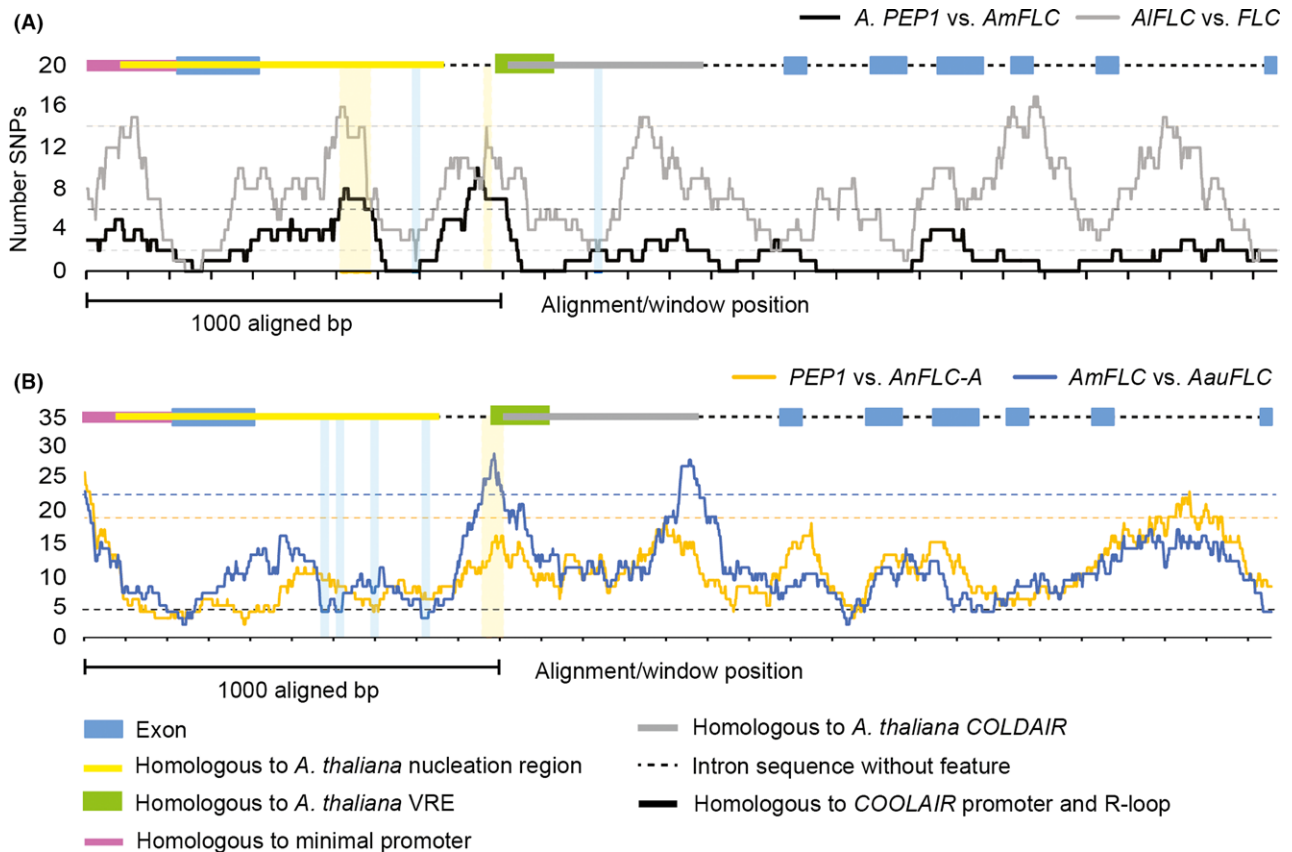 (A)
A. PEP1 vs. AmFLC
AlFLC vs. FLC
Number SNPs
20
16
12
8
4
0
1000 aligned bp
Alignment/window position
(B)
PEP1 vs. AnFLC-A
AmFLC vs. AauFLC
35
30
25
20
15
10
5
0
1000 aligned bp
Alignment/window position
Exon
Homologous to A. thaliana nucleation region
Homologous to A. thaliana VRE
Homologous to minimal promoter
Homologous to A. thaliana COLDAIR
Intron sequence without feature
Homologous to COOLAIR promoter and R-loop